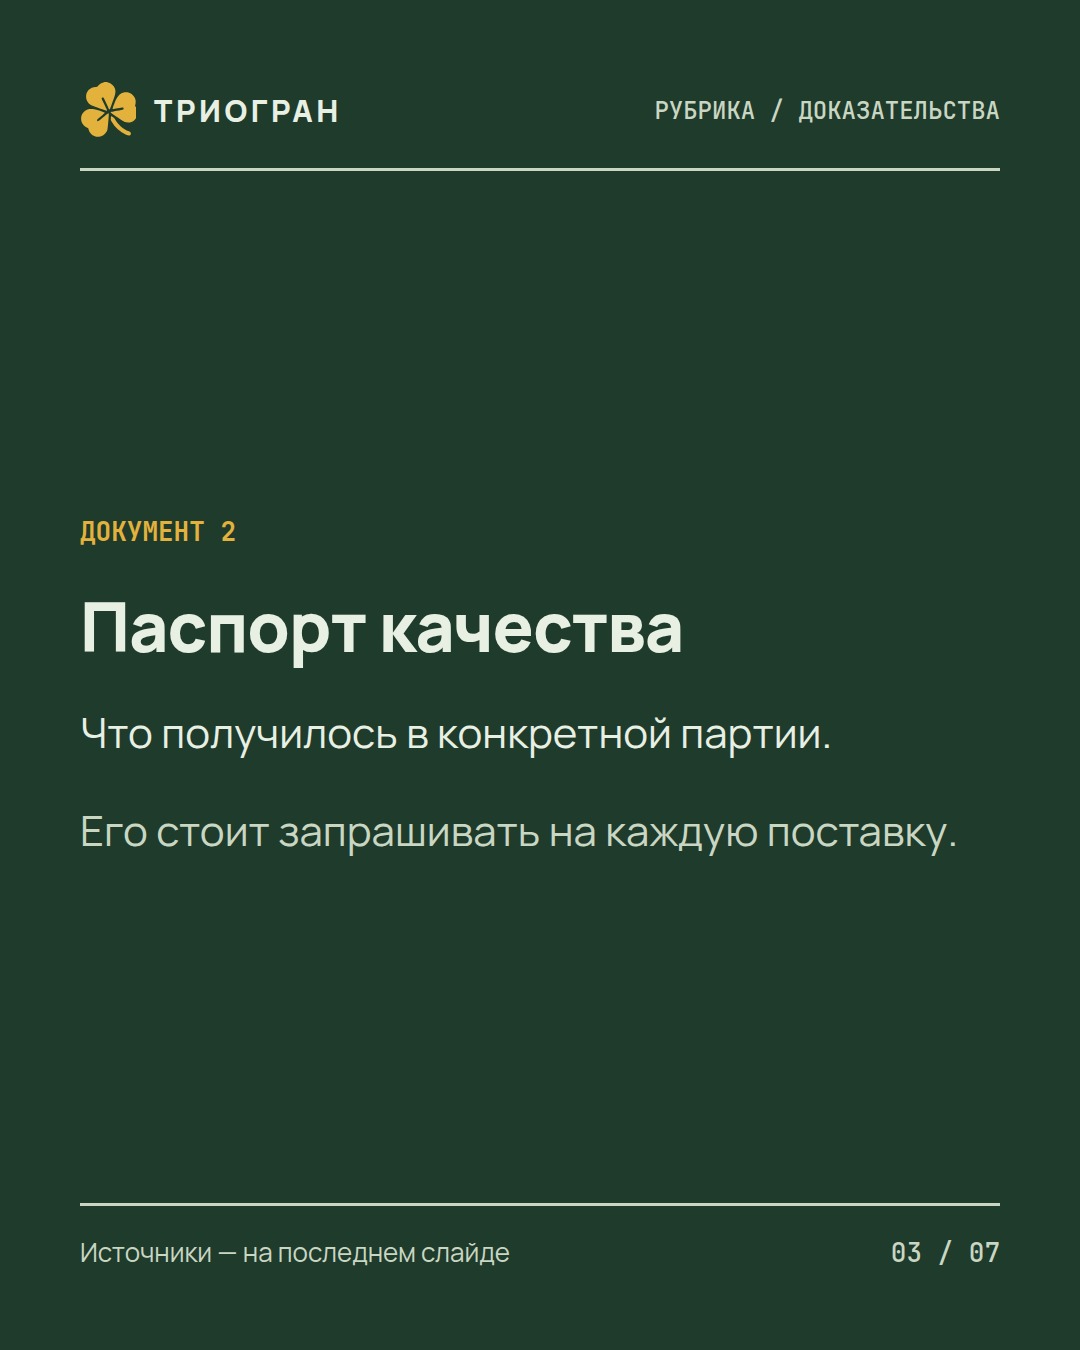 ТРИОГРАН
РУБРИКА / ДОКАЗАТЕЛЬСТВА
ДОКУМЕНТ 2
Паспорт качества
Что получилось в конкретной партии.
Его стоит запрашивать на каждую поставку.
Источники — на последнем слайде
03 / 07